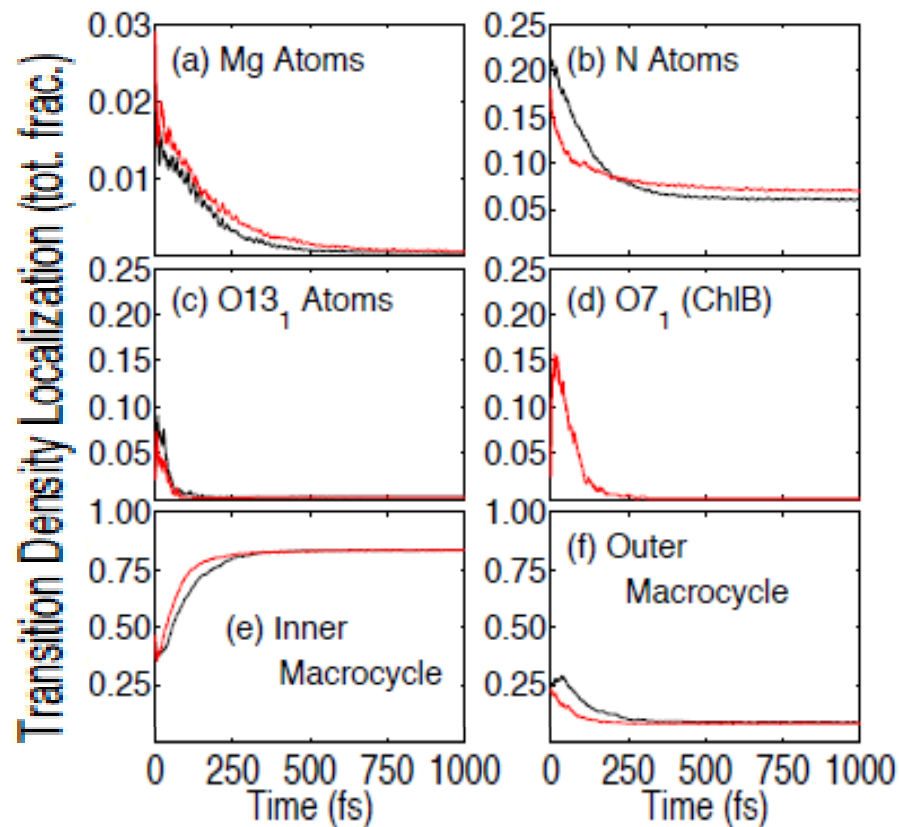 Transition Density Localization (tot. frac.)
0.03
0.02
0.01
(a) Mg Atoms
0.25
0.20
0.15
0.10
0.05
(b) N Atoms
0.25
0.20
0.15
0.10
0.05
(c) O13₁ Atoms
0.25
0.20
0.15
0.10
0.05
(d) O7₁ (ChlB)
1.00
0.75
0.50
0.25
(e) Inner
Macrocycle
1.00
0.75
0.50
0.25
(f) Outer
Macrocycle
0 250 500 750 1000
Time (fs)
0 250 500 750 1000
Time (fs)